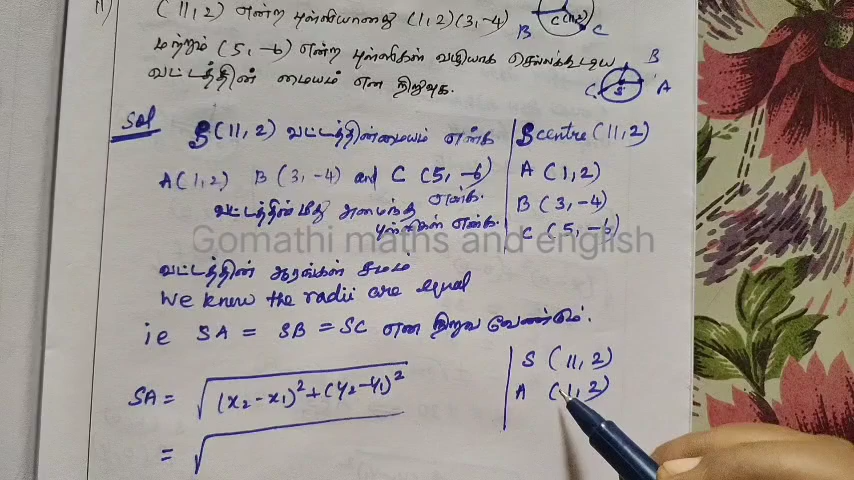 11) (11,2) என்ற புள்ளியானது (1,2) (3,-4)
B C(11,2) C
மற்றும் (5,-6) என்ற புள்ளிகள் வழியாக செல்லக்கூடிய
B
வட்டத்தின் மையம் என நிறுவுக.
C S A
Sol S(11,2) வட்டத்தின்மையம் என்க S centre (11,2)
A(1,2) B(3,-4) and C(5,-6) என்க. A (1,2)
வட்டத்தின்மீது அமைந்த B (3,-4)
புள்ளிகள் என்க. C (5,-6)
Gomathi maths and english
வட்டத்தின் ஆரங்கள் சமம்
We know the radii are equal
ie SA = SB = SC என நிறுவ வேண்டும்.
S (11,2)
SA = √(x₂-x₁)²+(y₂-y₁)² A (1,2)
= √